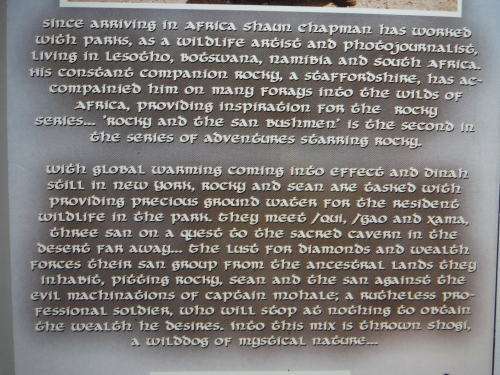 Since arriving in Africa Shaun Chapman has worked
with parks, as a wildlife artist and photojournalist,
living in Lesotho, Botswana, Namibia and South Africa.
His constant companion Rocky, a Staffordshire, has ac-
companied him on many forays into the wilds of
Africa, providing inspiration for the Rocky
series... 'Rocky and the San Bushmen' is the second in
the series of adventures starring Rocky.
With global warming coming into effect and Dinah
still in New York, Rocky and Sean are tasked with
providing precious ground water for the resident
wildlife in the park. They meet /Qui, /Gao and Xama,
three San on a quest to the sacred cavern in the
desert far away... The lust for diamonds and wealth
forces their San group from the ancestral lands they
inhabit, pitting Rocky, Sean and the San against the
evil machinations of Captain Mohale; a ruthless pro-
fessional soldier, who will stop at nothing to obtain
the wealth he desires. Into this mix is thrown Shogi,
a wilddog of mystical nature...